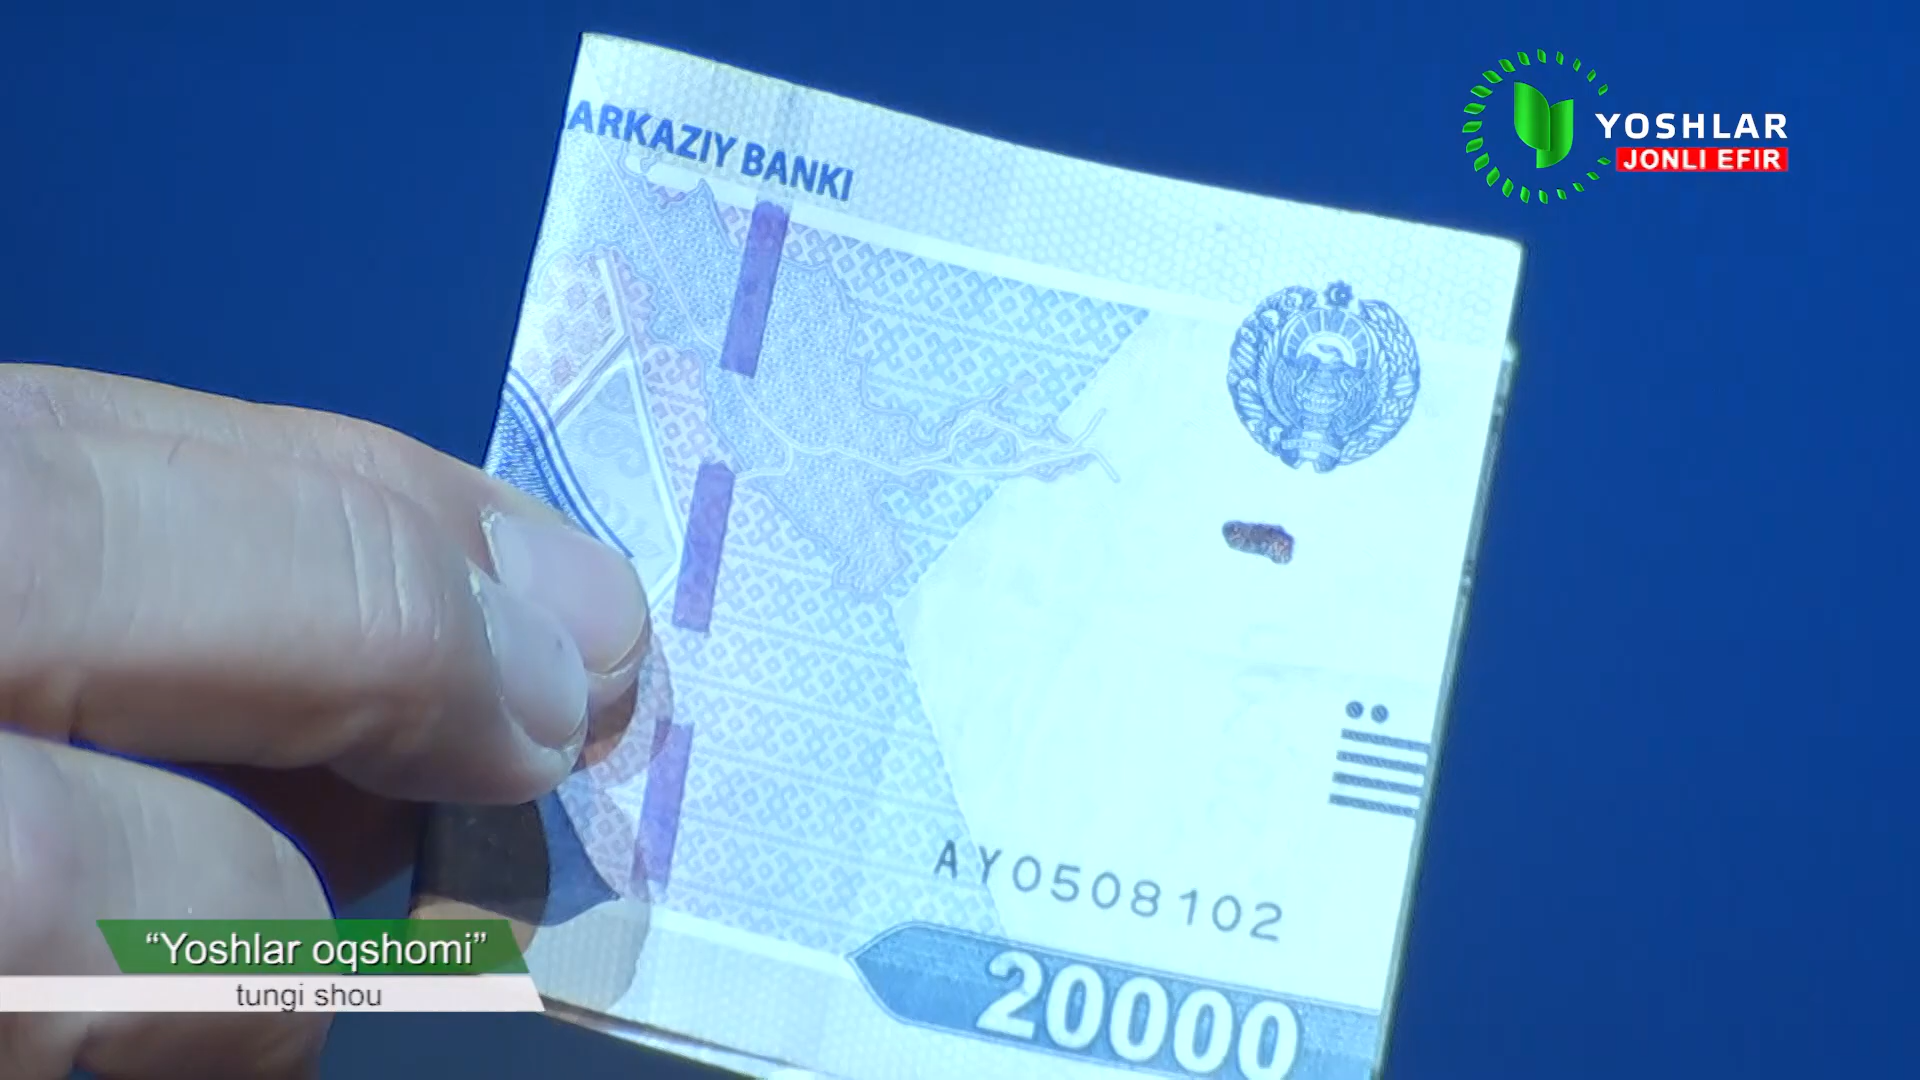 ARKAZIY BANKI
YOSHLAR
JONLI EFIR
AY0508102
20000
“Yoshlar oqshomi”
tungi shou